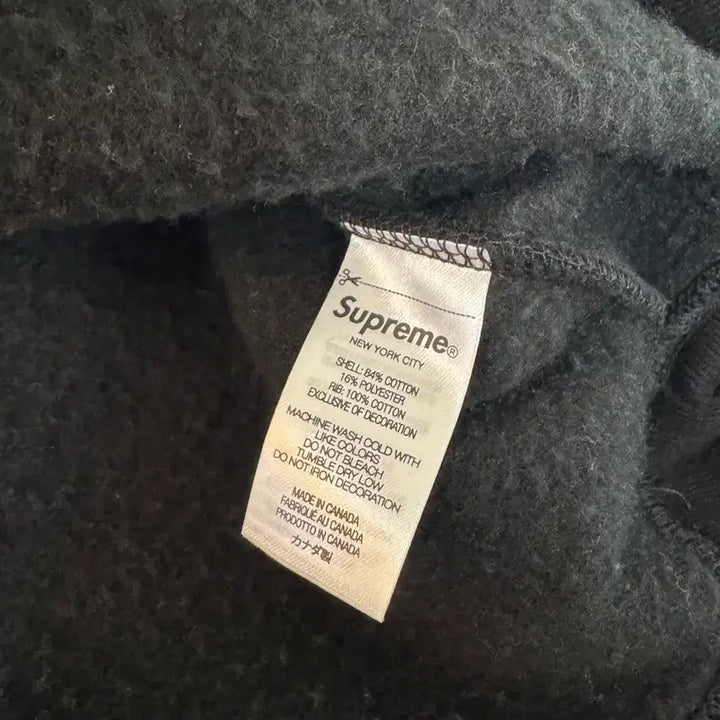 Supreme®
NEW YORK CITY
SHELL: 84% COTTON
16% POLYESTER
RIB: 100% COTTON
EXCLUSIVE OF DECORATION
MACHINE WASH COLD WITH
LIKE COLORS
DO NOT BLEACH
TUMBLE DRY LOW
DO NOT IRON DECORATION
MADE IN CANADA
FABRIQUÉ AU CANADA
PRODOTTO IN CANADA
カナダ製